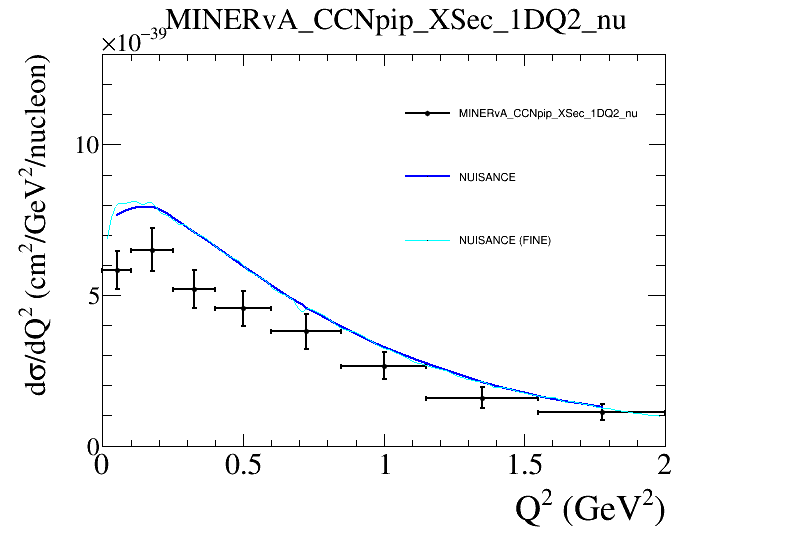 MINERvA_CCNpip_XSec_1DQ2_nu
×10⁻³⁹
dσ/dQ² (cm²/GeV²/nucleon)
10
5
0
MINERvA_CCNpip_XSec_1DQ2_nu
NUISANCE
NUISANCE (FINE)
0 0.5 1 1.5 2
Q² (GeV²)